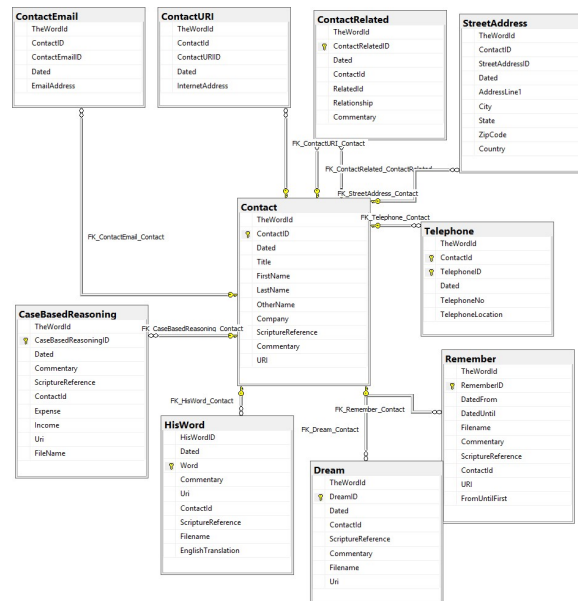 ContactEmail
TheWordId
ContactID
ContactEmailID
Dated
EmailAddress
ContactURI
TheWordId
ContactId
ContactURIID
Dated
InternetAddress
ContactRelated
TheWordId
ContactRelatedID
Dated
ContactId
RelatedId
Relationship
Commentary
StreetAddress
TheWordId
ContactID
StreetAddressID
Dated
AddressLine1
City
State
ZipCode
Country
FK_ContactURI_Contact
FK_ContactRelated_ContactRelated
FK_StreetAddress_Contact
FK_Telephone_Contact
FK_ContactEmail_Contact
Contact
TheWordId
ContactID
Dated
Title
FirstName
LastName
OtherName
Company
ScriptureReference
Commentary
URI
Telephone
TheWordId
ContactId
TelephoneID
Dated
TelephoneNo
TelephoneLocation
CaseBasedReasoning
TheWordId
CaseBasedReasoningID
Dated
Commentary
ScriptureReference
ContactId
Expense
Income
Uri
FileName
FK_CaseBasedReasoning_Contact
FK_HisWord_Contact
FK_Remember_Contact
FK_Dream_Contact
HisWord
HisWordID
Dated
Word
Commentary
Uri
ContactId
ScriptureReference
Filename
EnglishTranslation
Dream
TheWordId
DreamID
Dated
ContactId
ScriptureReference
Commentary
Filename
Uri
Remember
TheWordId
RememberID
DatedFrom
DatedUntil
Filename
Commentary
ScriptureReference
ContactId
URI
FromUntilFirst